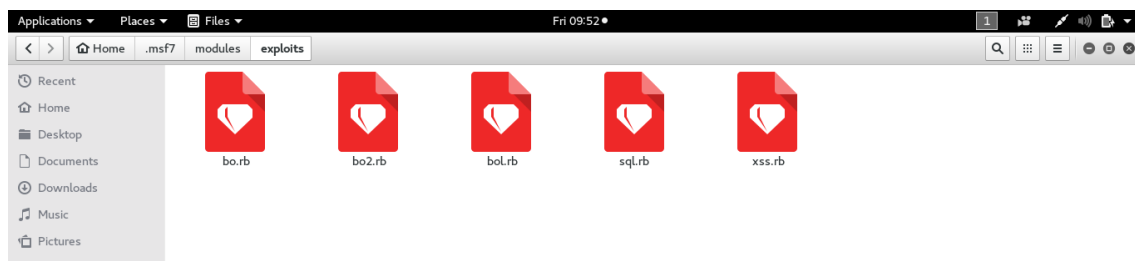 Applications Places Files Fri 09:52 1
Home .msf7 modules exploits
Recent
Home
Desktop
Documents
Downloads
Music
Pictures
bo.rb bo2.rb bol.rb sql.rb xss.rb